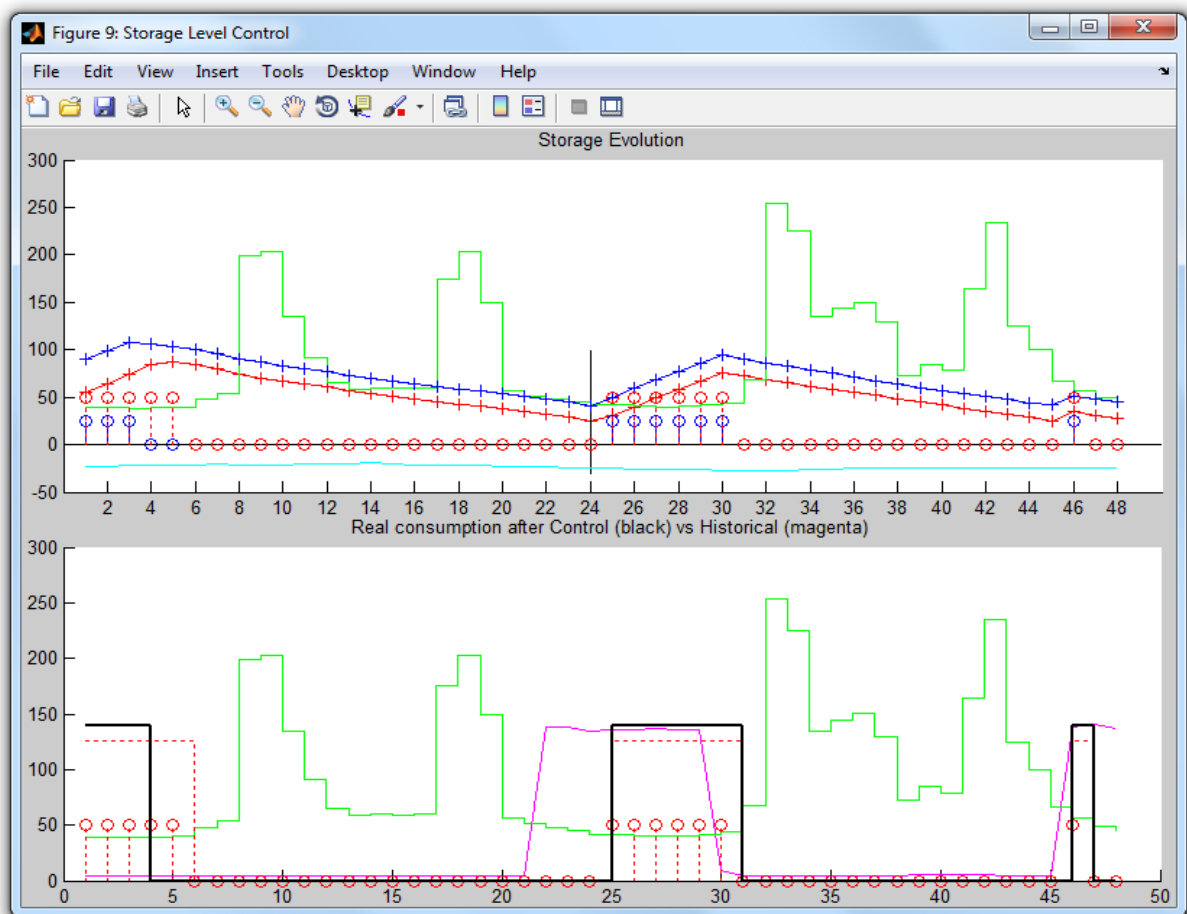 Figure 9: Storage Level Control
File Edit View Insert Tools Desktop Window Help
Storage Evolution
300
250
200
150
100
50
0
-50
2 4 6 8 10 12 14 16 18 20 22 24 26 28 30 32 34 36 38 40 42 44 46 48
Real consumption after Control (black) vs Historical (magenta)
300
250
200
150
100
50
0
0 5 10 15 20 25 30 35 40 45 50